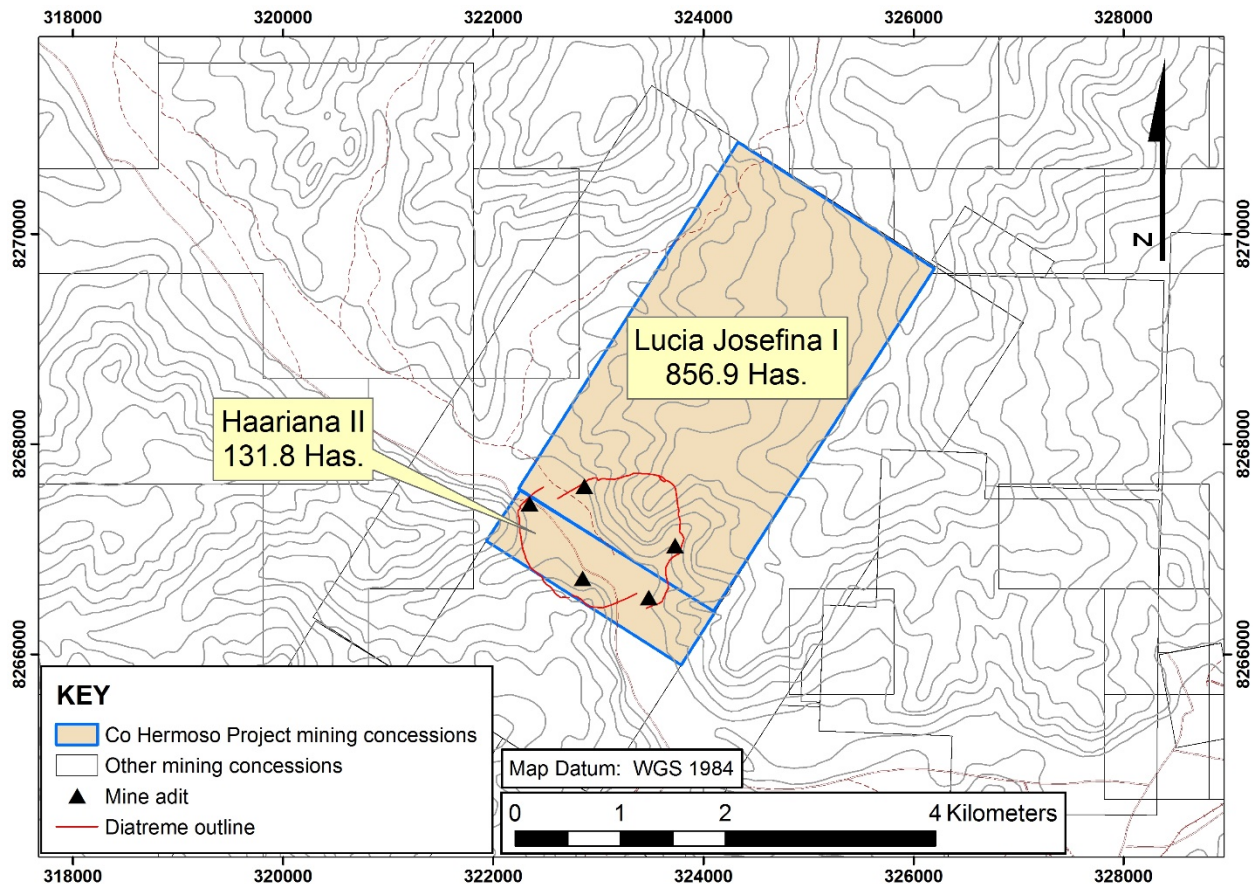 318000 320000 322000 324000 326000 328000
8270000 8270000
N
Lucia Josefina I
856.9 Has.
8268000 8268000
Haariana II
131.8 Has.
8266000 8266000
KEY
Co Hermoso Project mining concessions
Other mining concessions
Mine adit
Diatreme outline
Map Datum: WGS 1984
0 1 2 4 Kilometers
318000 320000 322000 324000 326000 328000